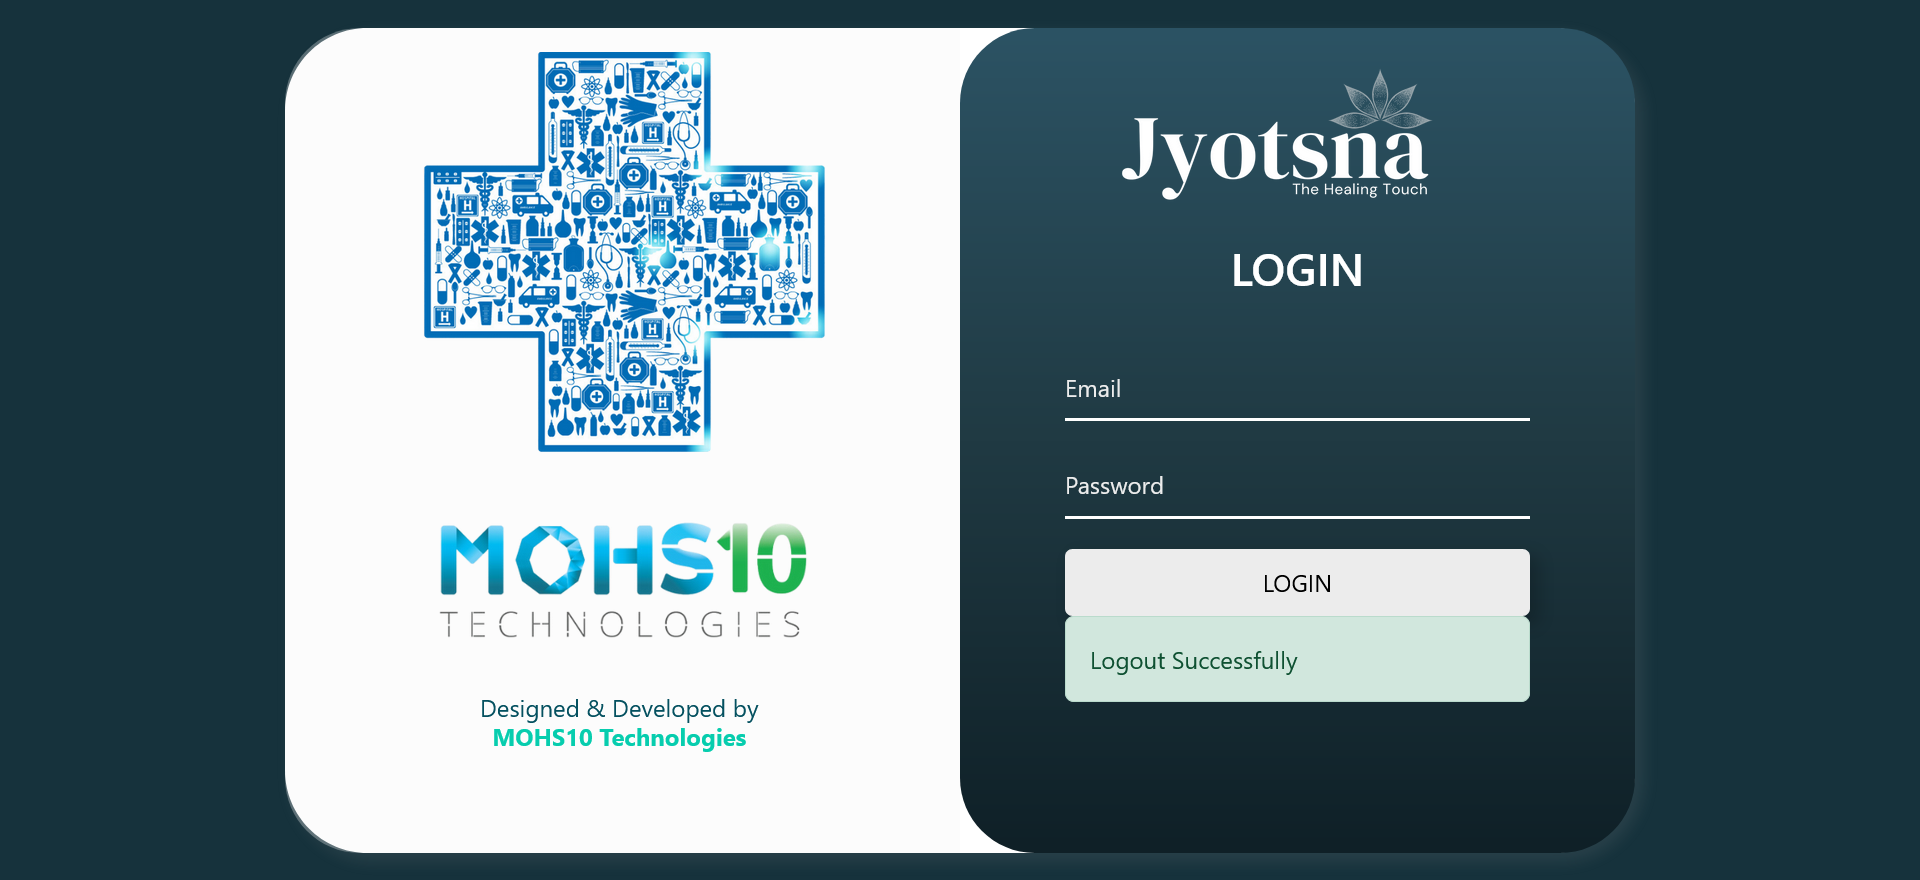 MOHS10
TECHNOLOGIES
Designed & Developed by
MOHS10 Technologies
Jyotsna
The Healing Touch
LOGIN
Email
Password
LOGIN
Logout Successfully